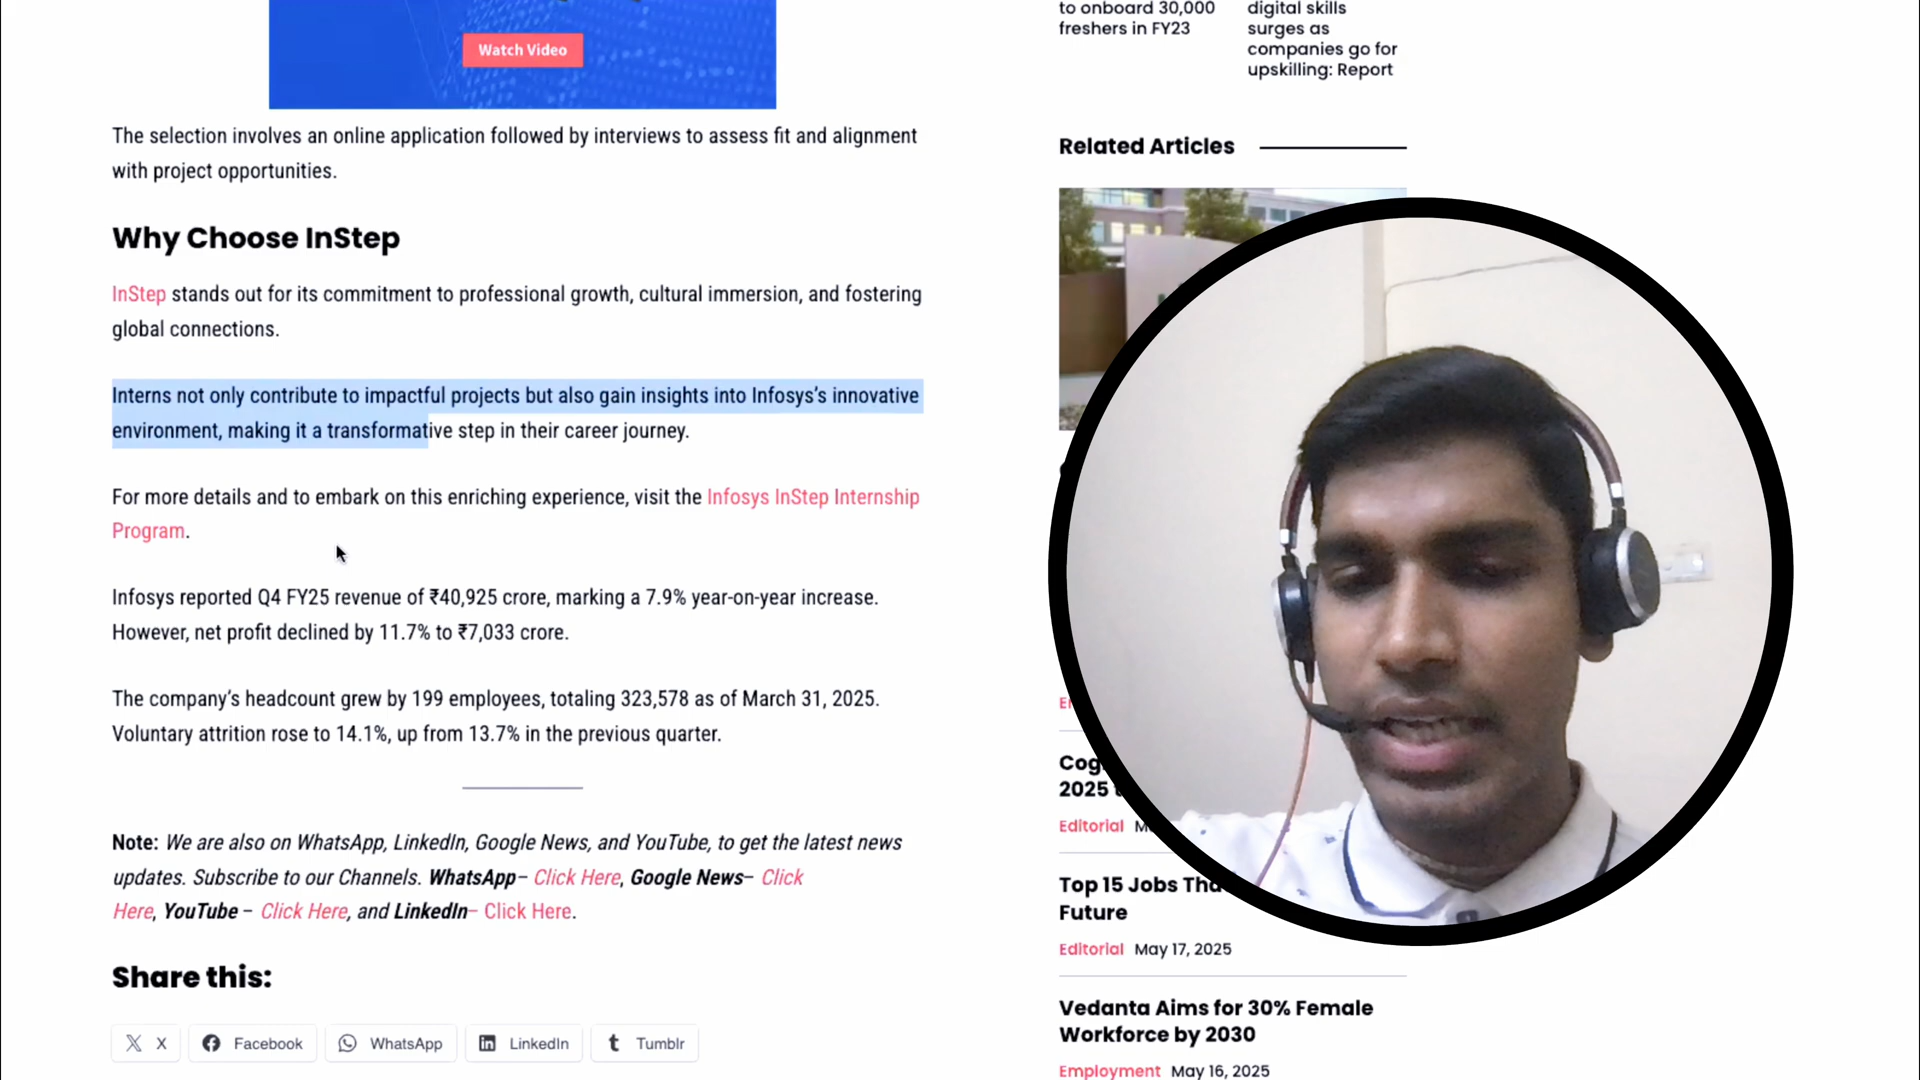 Watch Video
The selection involves an online application followed by interviews to assess fit and alignment
with project opportunities.
Why Choose InStep
InStep stands out for its commitment to professional growth, cultural immersion, and fostering
global connections.
Interns not only contribute to impactful projects but also gain insights into Infosys’s innovative
environment, making it a transformative step in their career journey.
For more details and to embark on this enriching experience, visit the Infosys InStep Internship
Program.
Infosys reported Q4 FY25 revenue of ₹40,925 crore, marking a 7.9% year-on-year increase.
However, net profit declined by 11.7% to ₹7,033 crore.
The company’s headcount grew by 199 employees, totaling 323,578 as of March 31, 2025.
Voluntary attrition rose to 14.1%, up from 13.7% in the previous quarter.
Note: We are also on WhatsApp, LinkedIn, Google News, and YouTube, to get the latest news
updates. Subscribe to our Channels. WhatsApp– Click Here, Google News– Click
Here, YouTube – Click Here, and LinkedIn– Click Here.
Share this:
X
Facebook
WhatsApp
LinkedIn
Tumblr
to onboard 30,000
freshers in FY23
digital skills
surges as
companies go for
upskilling: Report
Related Articles
2025
Editorial
Top 15 Jobs
Future
Editorial May 17, 2025
Vedanta Aims for 30% Female
Workforce by 2030
Employment May 16, 2025